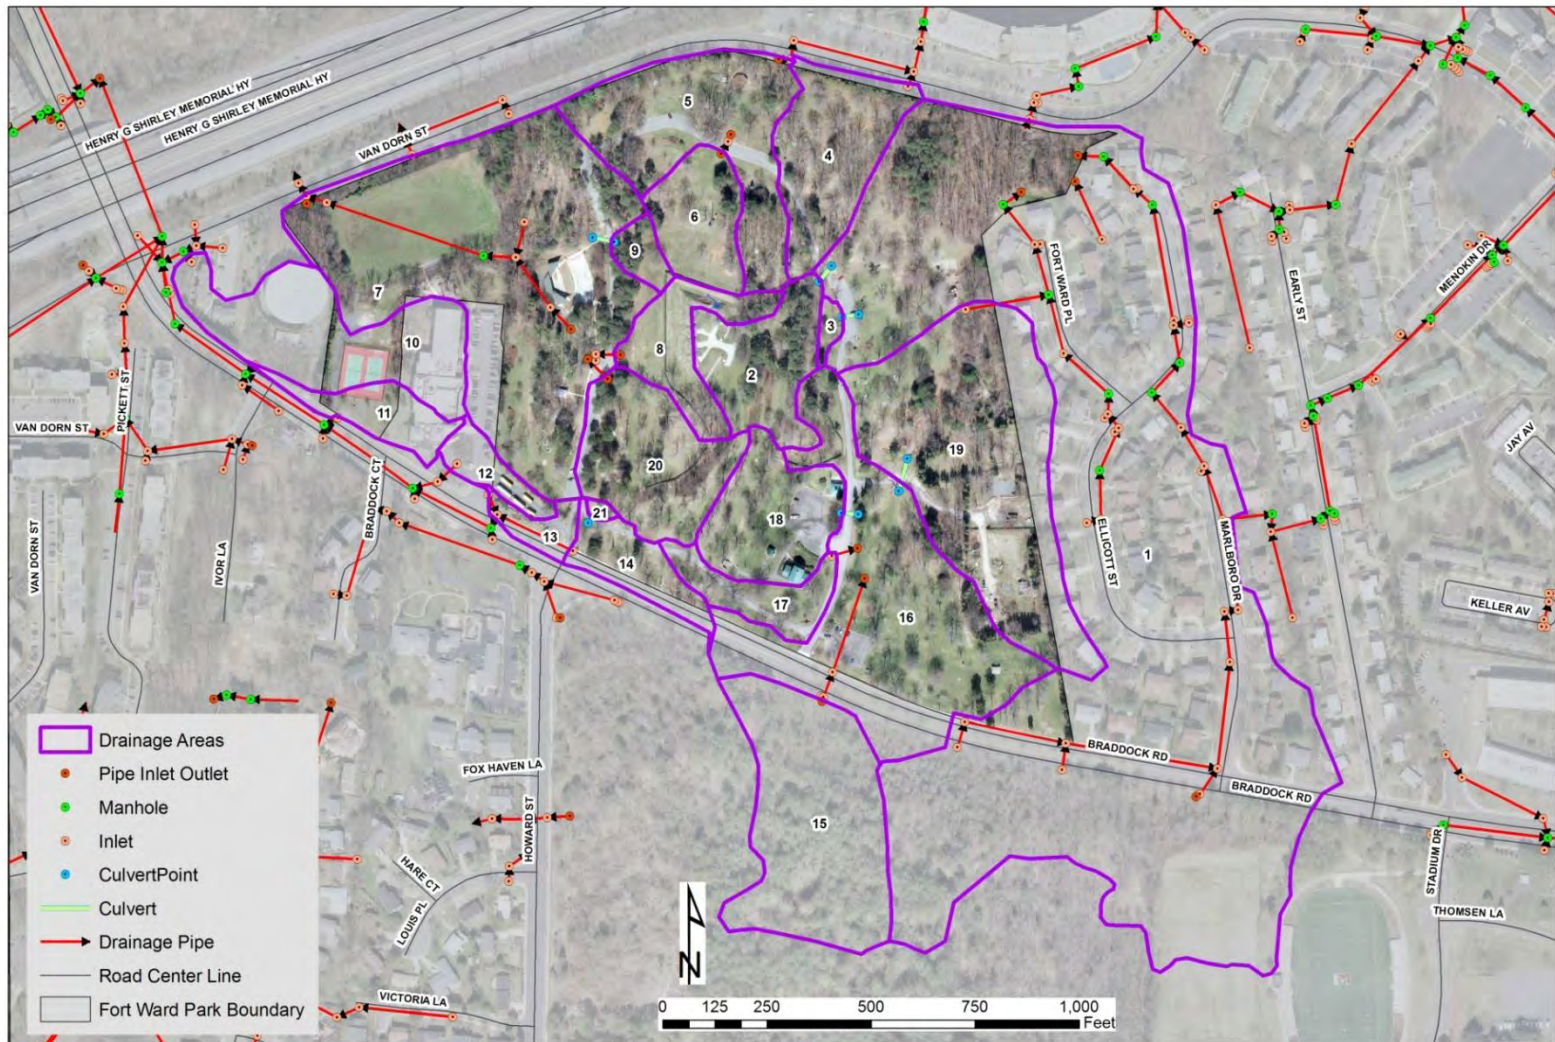 HENRY G SHIRLEY MEMORIAL HY
HENRY G SHIRLEY MEMORIAL HY
VAN DORN ST
5
4
6
9
7
3
10
8
2
11
FORT WARD PL
EARLY ST
MENOKIN DR
PICKETT ST
VAN DORN ST
JAY AV
20
19
12
21
18
13
14
BRADDOCK CT
IVOR LA
VAN DORN ST
ELLICOTT ST
1
MARLBORO DR
KELLER AV
17
16
BRADDOCK RD
BRADDOCK RD
FOX HAVEN LA
HOWARD ST
15
HARE CT
LOUIS PL
STADIUM DR
THOMSEN LA
VICTORIA LA
Drainage Areas
Pipe Inlet Outlet
Manhole
Inlet
CulvertPoint
Culvert
Drainage Pipe
Road Center Line
Fort Ward Park Boundary
N
0 125 250 500 750 1,000
Feet